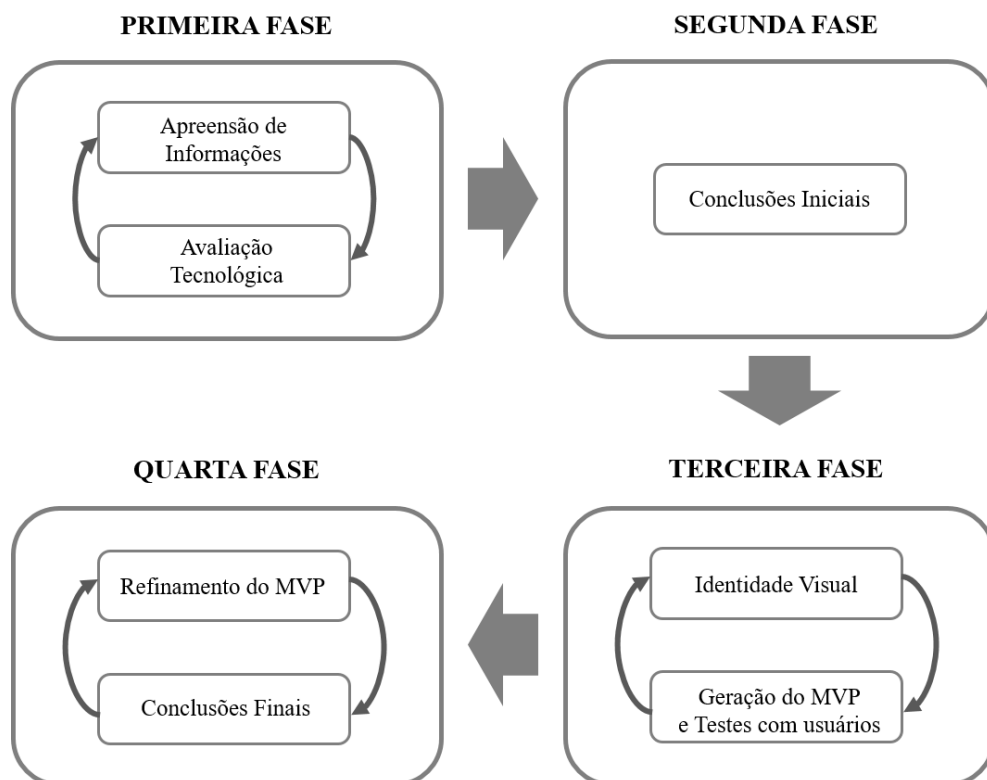 PRIMEIRA FASE
Apreensão de
Informações
Avaliação
Tecnológica
SEGUNDA FASE
Conclusões Iniciais
TERCEIRA FASE
Identidade Visual
Geração do MVP
e Testes com usuários
QUARTA FASE
Refinamento do MVP
Conclusões Finais